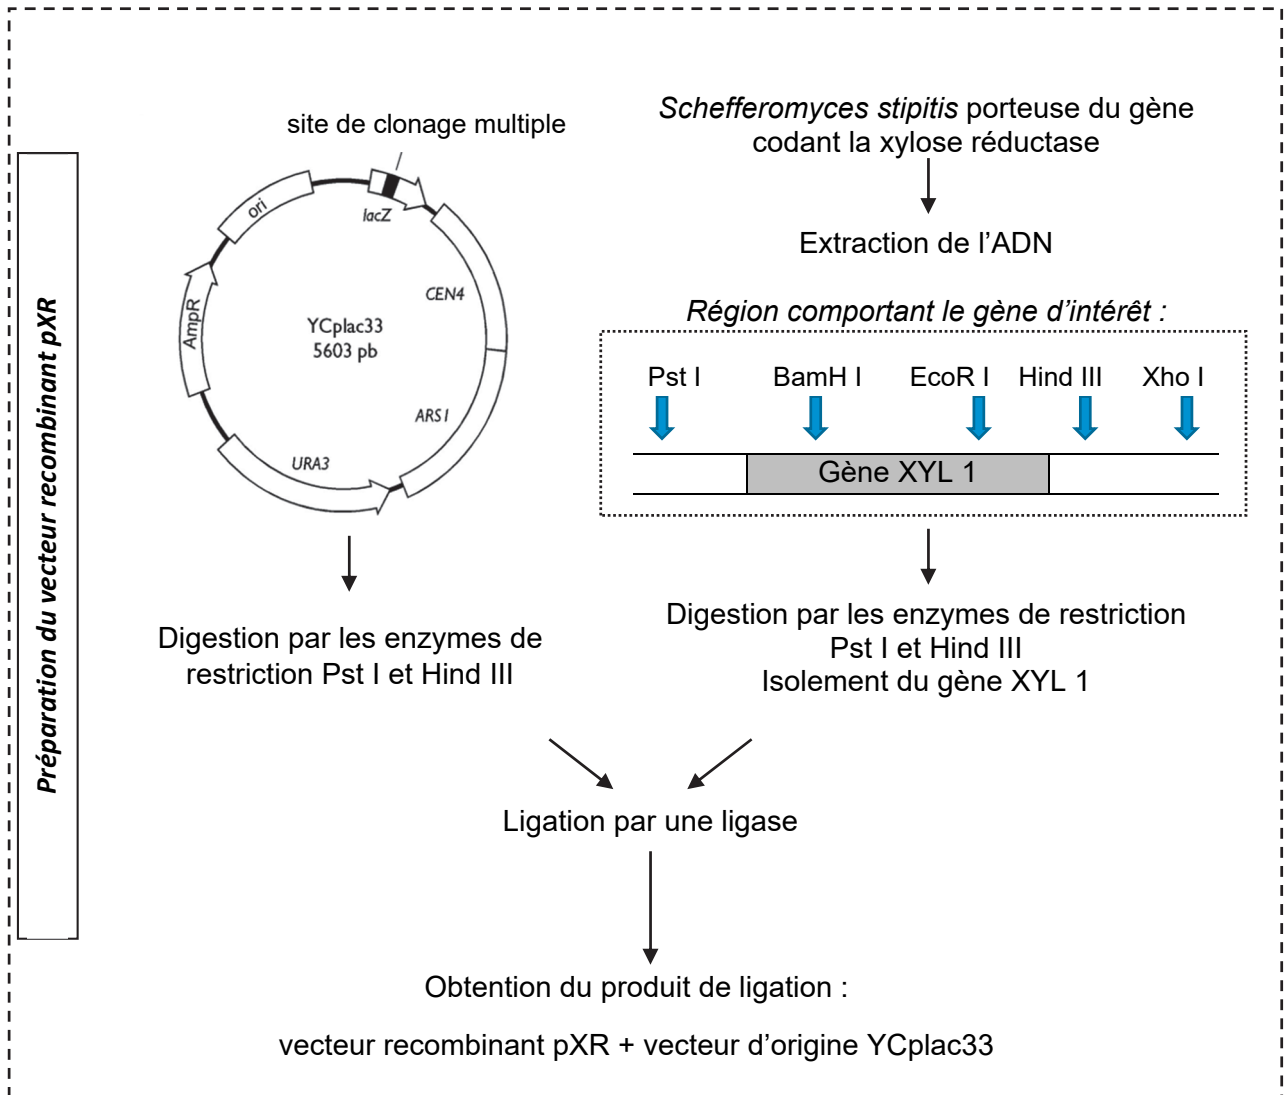 Préparation du vecteur recombinant pXR
site de clonage multiple
ori
lacZ
AmpR
CEN4
YCplac33
5603 pb
ARS1
URA3
Digestion par les enzymes de
restriction Pst I et Hind III
Schefferomyces stipitis porteuse du gène
codant la xylose réductase
Extraction de l'ADN
Région comportant le gène d'intérêt :
Pst I BamH I EcoR I Hind III Xho I
Gène XYL 1
Digestion par les enzymes de restriction
Pst I et Hind III
Isolement du gène XYL 1
Ligation par une ligase
Obtention du produit de ligation :
vecteur recombinant pXR + vecteur d'origine YCplac33